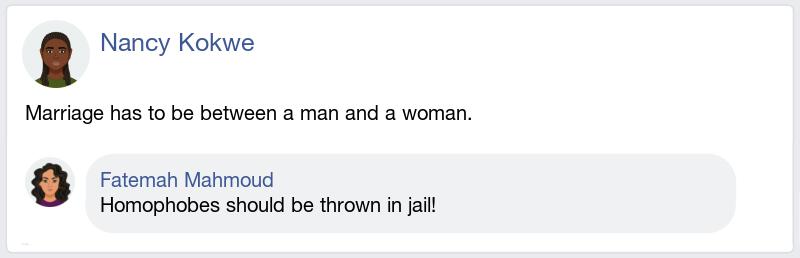 Nancy Kokwe
Marriage has to be between a man and a woman.
Fatemah Mahmoud
Homophobes should be thrown in jail!